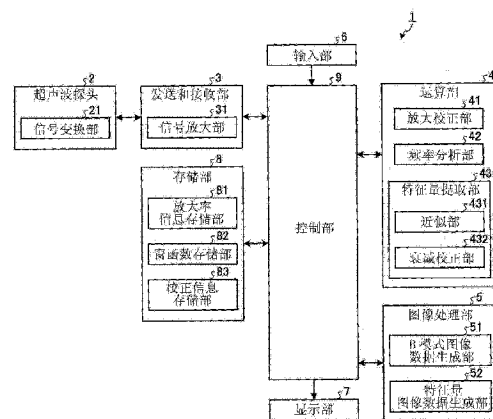 1
6
输入部
2
超声波探头
21
信号变换部
3
发送和接收部
31
信号放大部
9
控制部
4
运算剂
41
放大校正部
42
频率分析部
43
特征量提取部
431
近似部
432
衰减校正部
8
存储部
81
放大率
信息存储部
82
窗函数存储部
83
校正信息
存储部
5
图像处理部
51
B 模式图像
数据生成部
52
特征量
图像数据生成部
7
显示部